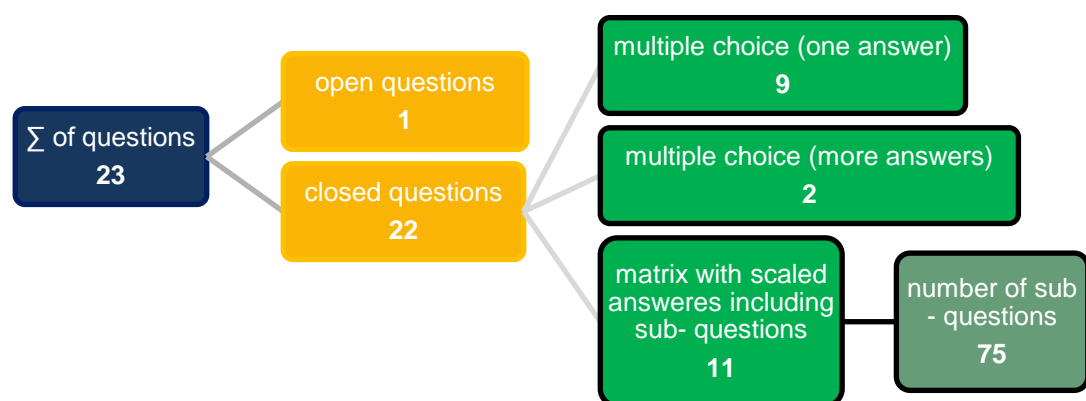 ∑ of questions
23
open questions
1
closed questions
22
multiple choice (one answer)
9
multiple choice (more answers)
2
matrix with scaled
answeres including
sub- questions
11
number of sub
- questions
75